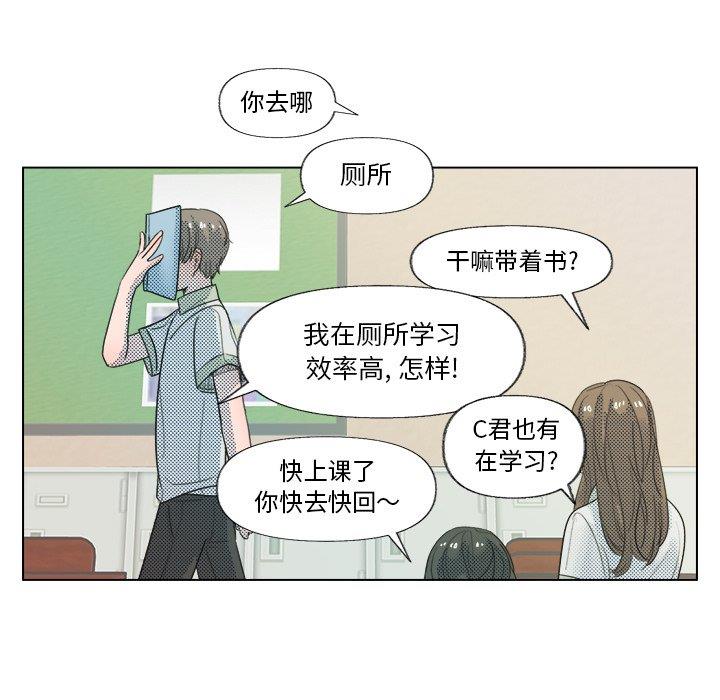 你去哪
厕所
干嘛带着书?
我在厕所学习
效率高, 怎样!
C君也有
在学习?
快上课了
你快去快回～